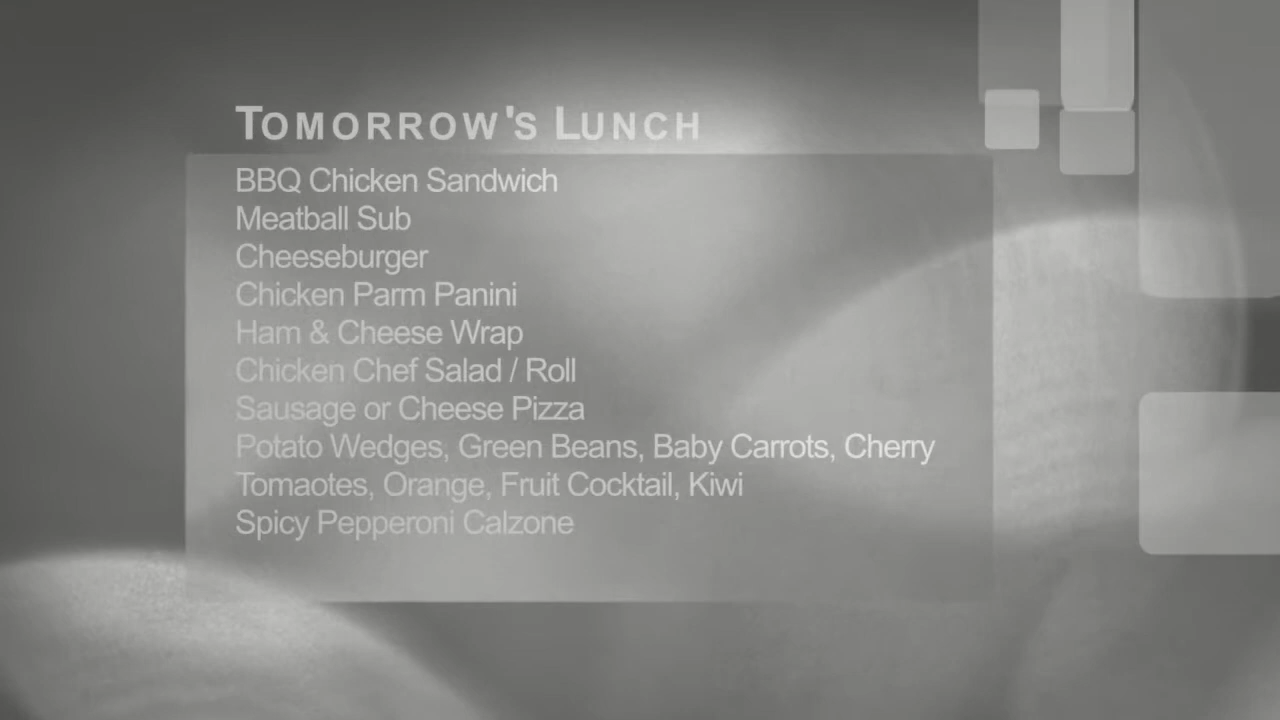 Tomorrow's Lunch
BBQ Chicken Sandwich
Meatball Sub
Cheeseburger
Chicken Parm Panini
Ham & Cheese Wrap
Chicken Chef Salad / Roll
Sausage or Cheese Pizza
Potato Wedges, Green Beans, Baby Carrots, Cherry
Tomaotes, Orange, Fruit Cocktail, Kiwi
Spicy Pepperoni Calzone